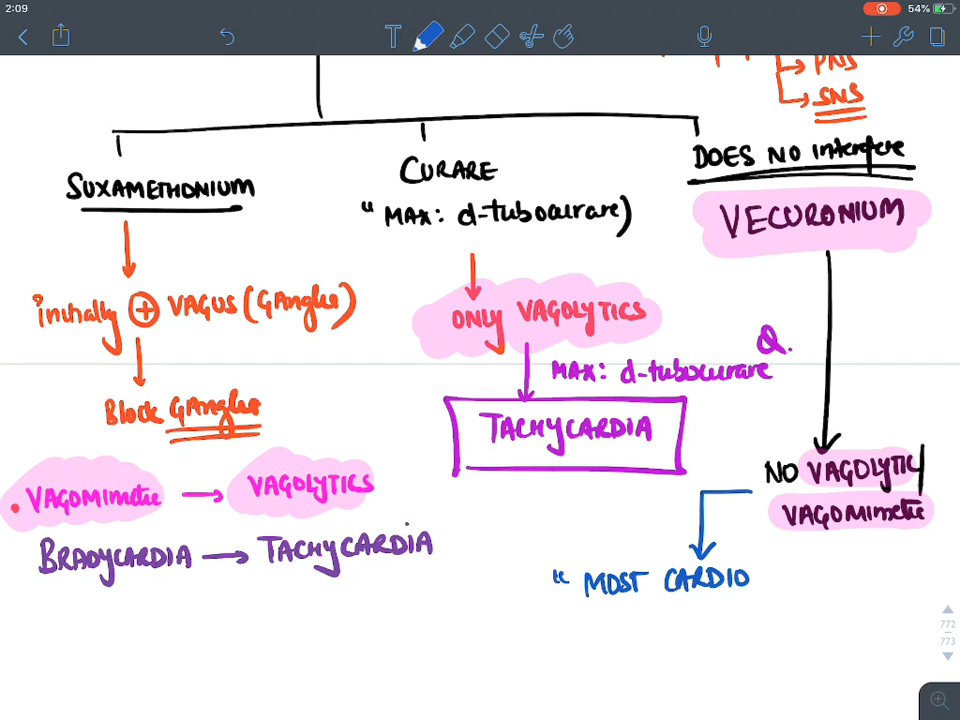 2:09
54%
T
PNS
SNS
SUXAMETHONIUM
initially + VAGUS (GAnglia)
Block GAnglia
VAGOMimetic → VAGOLYTICS
BRADYCARDIA → TACHYCARDIA
CURARE
"MAX: d-tubocurare)
ONLY VAGOLYTICS
MAX: d-tubocurare Q.
TACHYCARDIA
DOES NO interfere
VECURONIUM
NO VAGOLYTIC/
VAGOMimetic
"MOST CARDIO
772
773